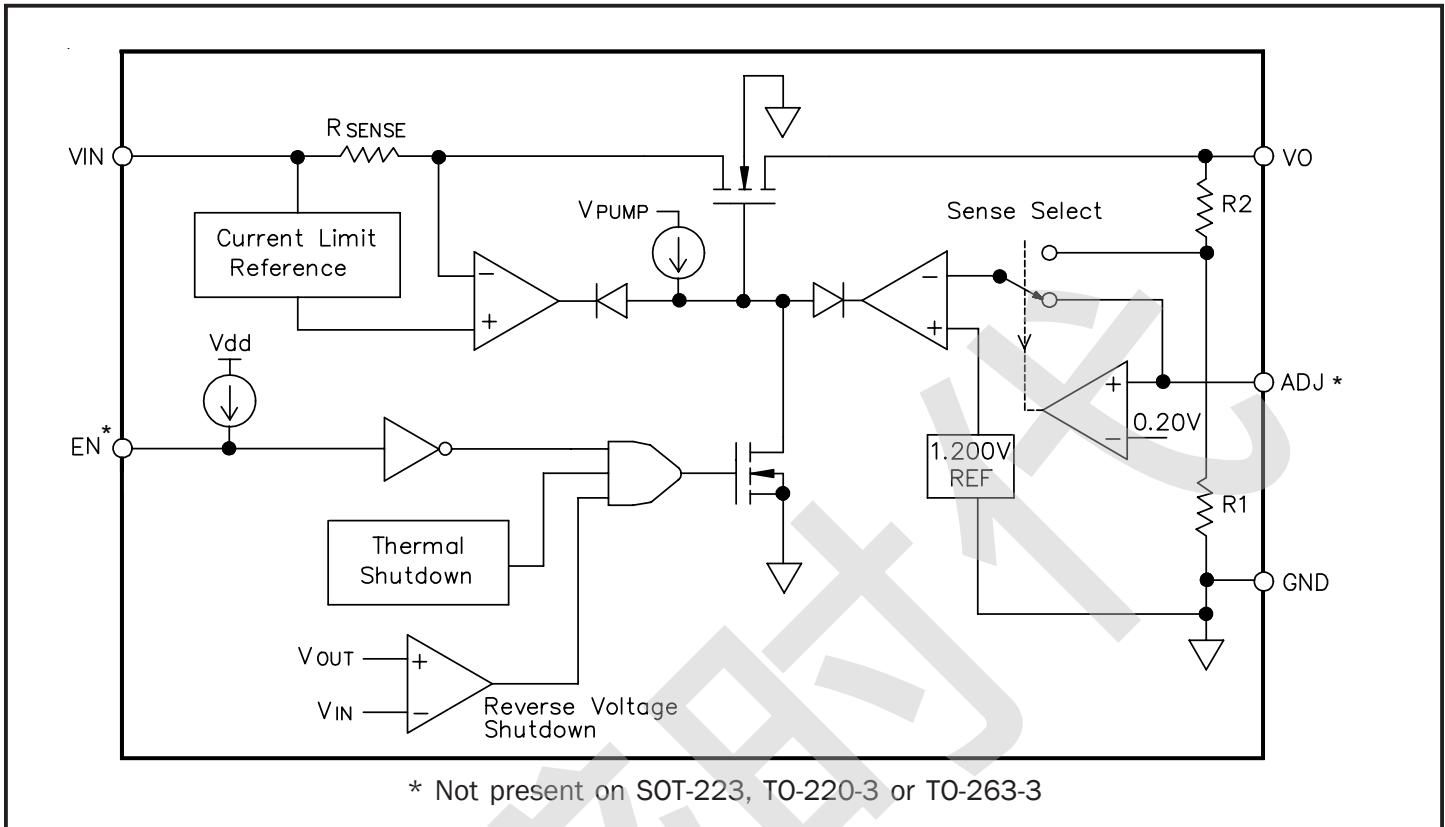 VIN
R SENSE
VO
R2
Sense Select
V PUMP
Current Limit
Reference
−
+
−
+
Vdd
EN*
ADJ *
+
−
0.20V
1.200V
REF
R1
Thermal
Shutdown
GND
V OUT
+
V IN
−
Reverse Voltage
Shutdown
* Not present on SOT-223, TO-220-3 or TO-263-3
时代